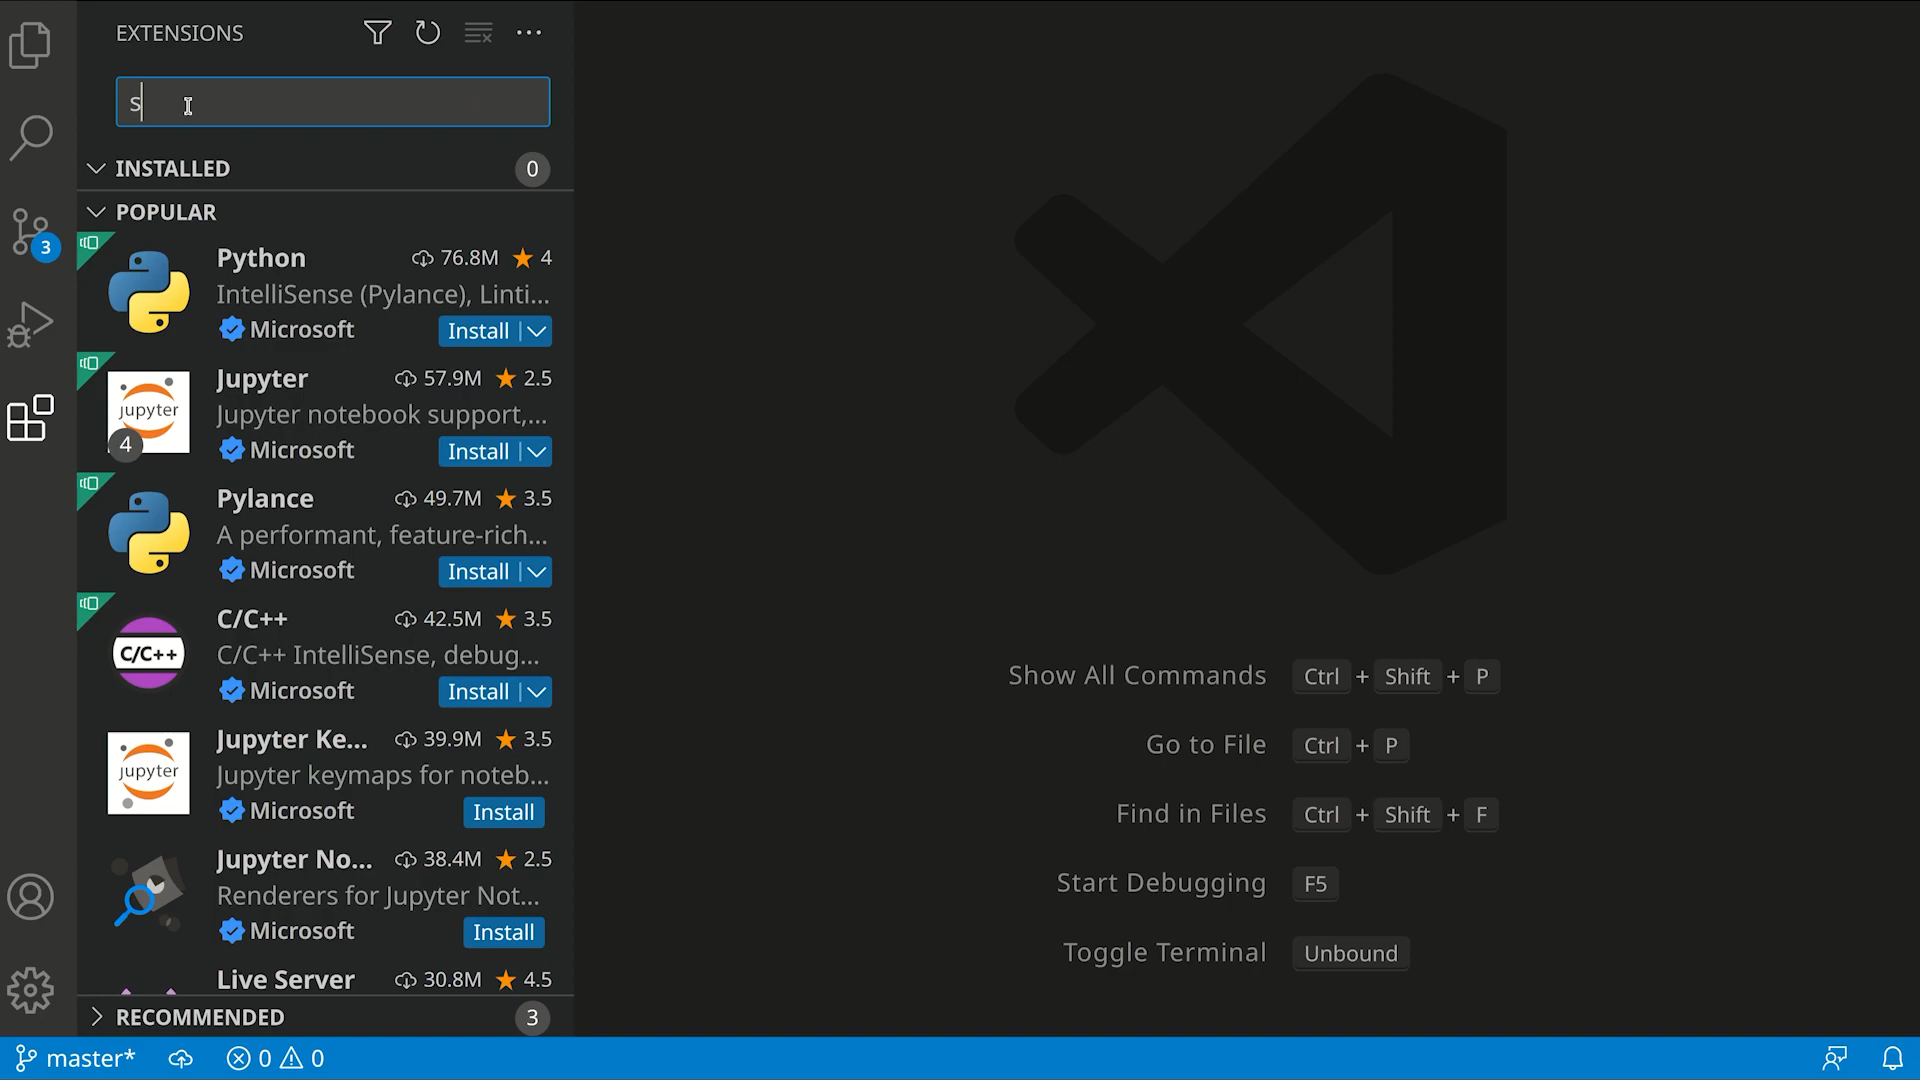 EXTENSIONS
s
INSTALLED 0
POPULAR
Python 76.8M 4
IntelliSense (Pylance), Linti...
Microsoft Install
Jupyter 57.9M 2.5
Jupyter notebook support,...
Microsoft Install
jupyter
4
Pylance 49.7M 3.5
A performant, feature-rich...
Microsoft Install
C/C++ 42.5M 3.5
C/C++ IntelliSense, debug...
Microsoft Install
C/C++
Jupyter Ke... 39.9M 3.5
Jupyter keymaps for noteb...
Microsoft Install
jupyter
Jupyter No... 38.4M 2.5
Renderers for Jupyter Not...
Microsoft Install
Live Server 30.8M 4.5
RECOMMENDED 3
3
Show All Commands Ctrl + Shift + P
Go to File Ctrl + P
Find in Files Ctrl + Shift + F
Start Debugging F5
Toggle Terminal Unbound
master* 0 0